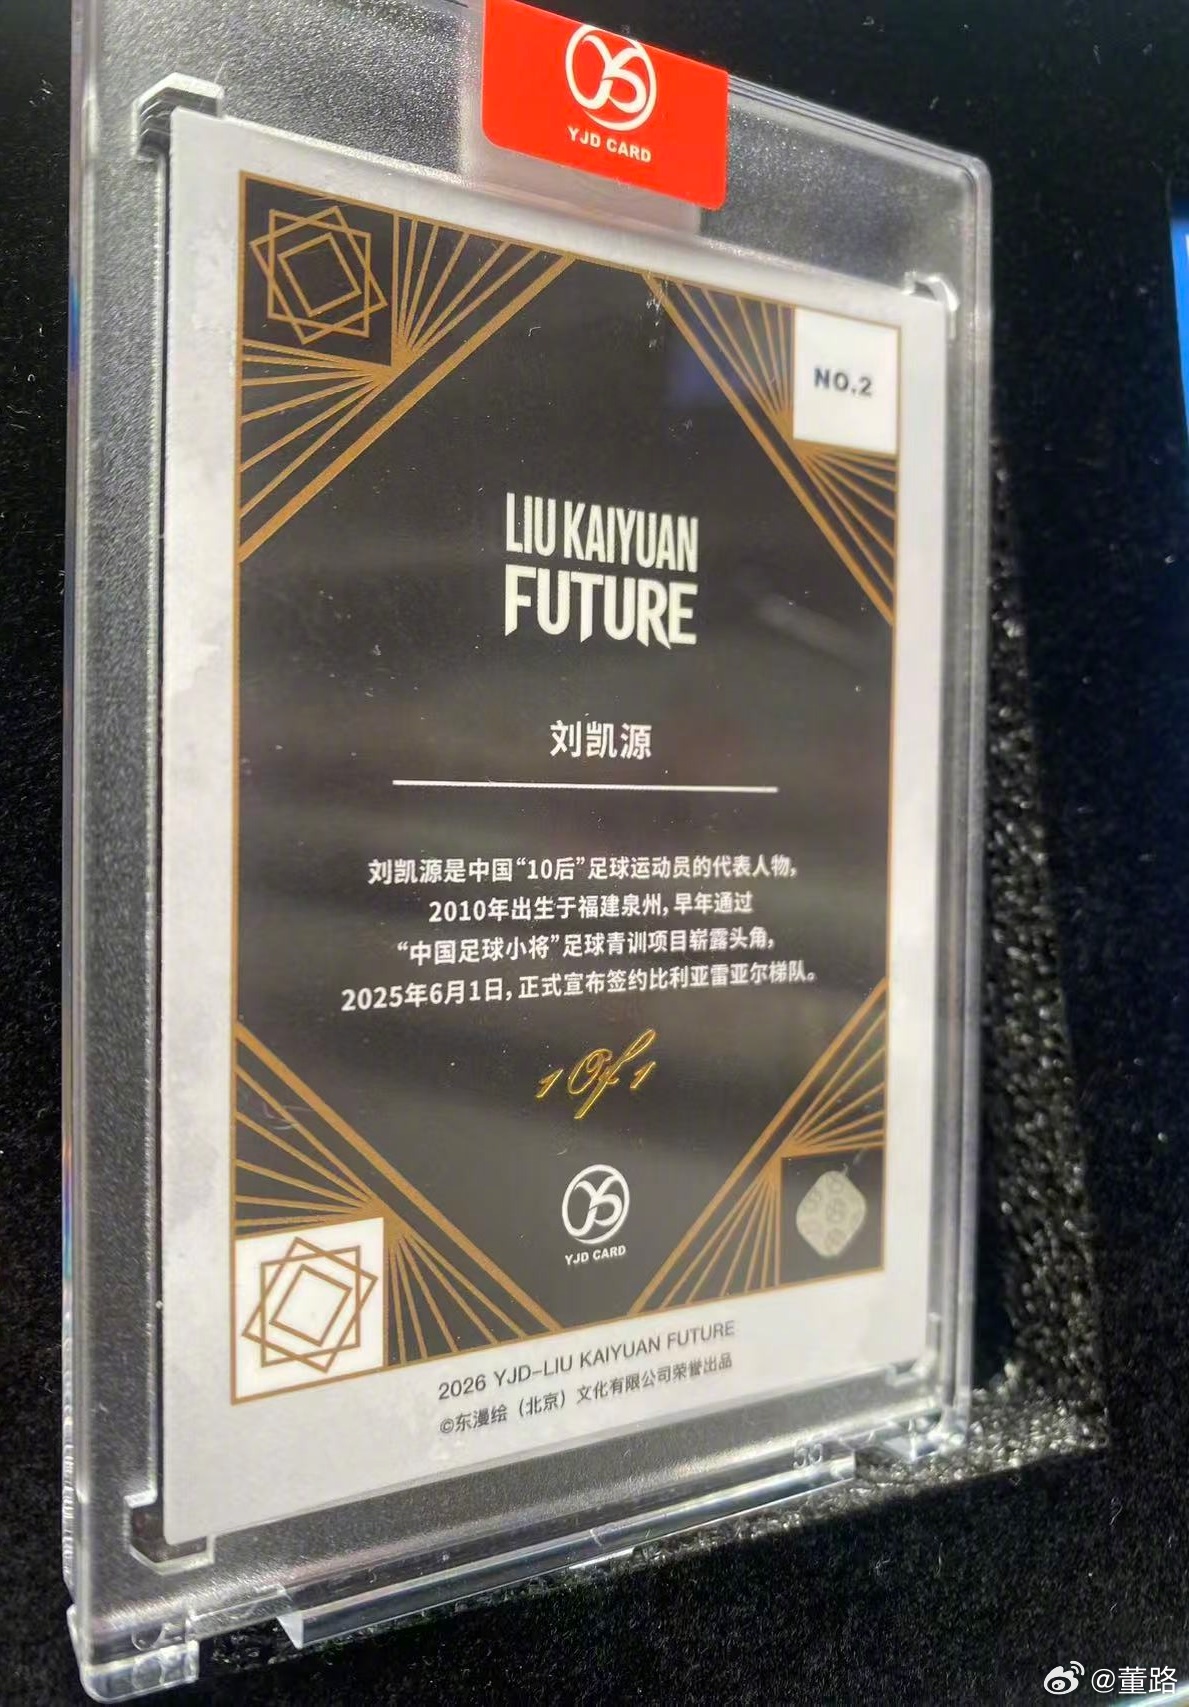 YJD CARD
NO.2
LIU KAIYUAN
FUTURE
刘凯源
刘凯源是中国“10后”足球运动员的代表人物,
2010年出生于福建泉州,早年通过
“中国足球小将”足球青训项目崭露头角,
2025年6月1日,正式宣布签约比利亚雷亚尔梯队。
1 Of 1
YJD CARD
2026 YJD-LIU KAIYUAN FUTURE
©东漫绘（北京）文化有限公司荣誉出品
@董路